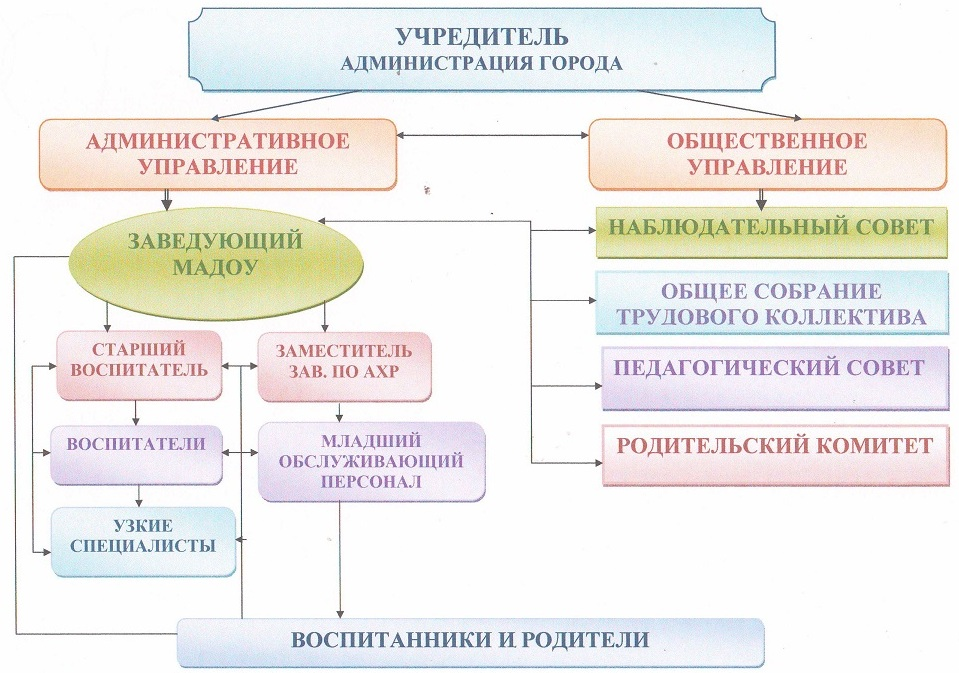 УЧРЕДИТЕЛЬ
АДМИНИСТРАЦИЯ ГОРОДА
АДМИНИСТРАТИВНОЕ
УПРАВЛЕНИЕ
ОБЩЕСТВЕННОЕ
УПРАВЛЕНИЕ
ЗАВЕДУЮЩИЙ
МАДОУ
НАБЛЮДАТЕЛЬНЫЙ СОВЕТ
ОБЩЕЕ СОБРАНИЕ
ТРУДОВОГО КОЛЛЕКТИВА
СТАРШИЙ
ВОСПИТАТЕЛЬ
ЗАМЕСТИТЕЛЬ
ЗАВ. ПО АХР
ПЕДАГОГИЧЕСКИЙ СОВЕТ
ВОСПИТАТЕЛИ
МЛАДШИЙ
ОБСЛУЖИВАЮЩИЙ
ПЕРСОНАЛ
РОДИТЕЛЬСКИЙ КОМИТЕТ
УЗКИЕ
СПЕЦИАЛИСТЫ
ВОСПИТАННИКИ И РОДИТЕЛИ